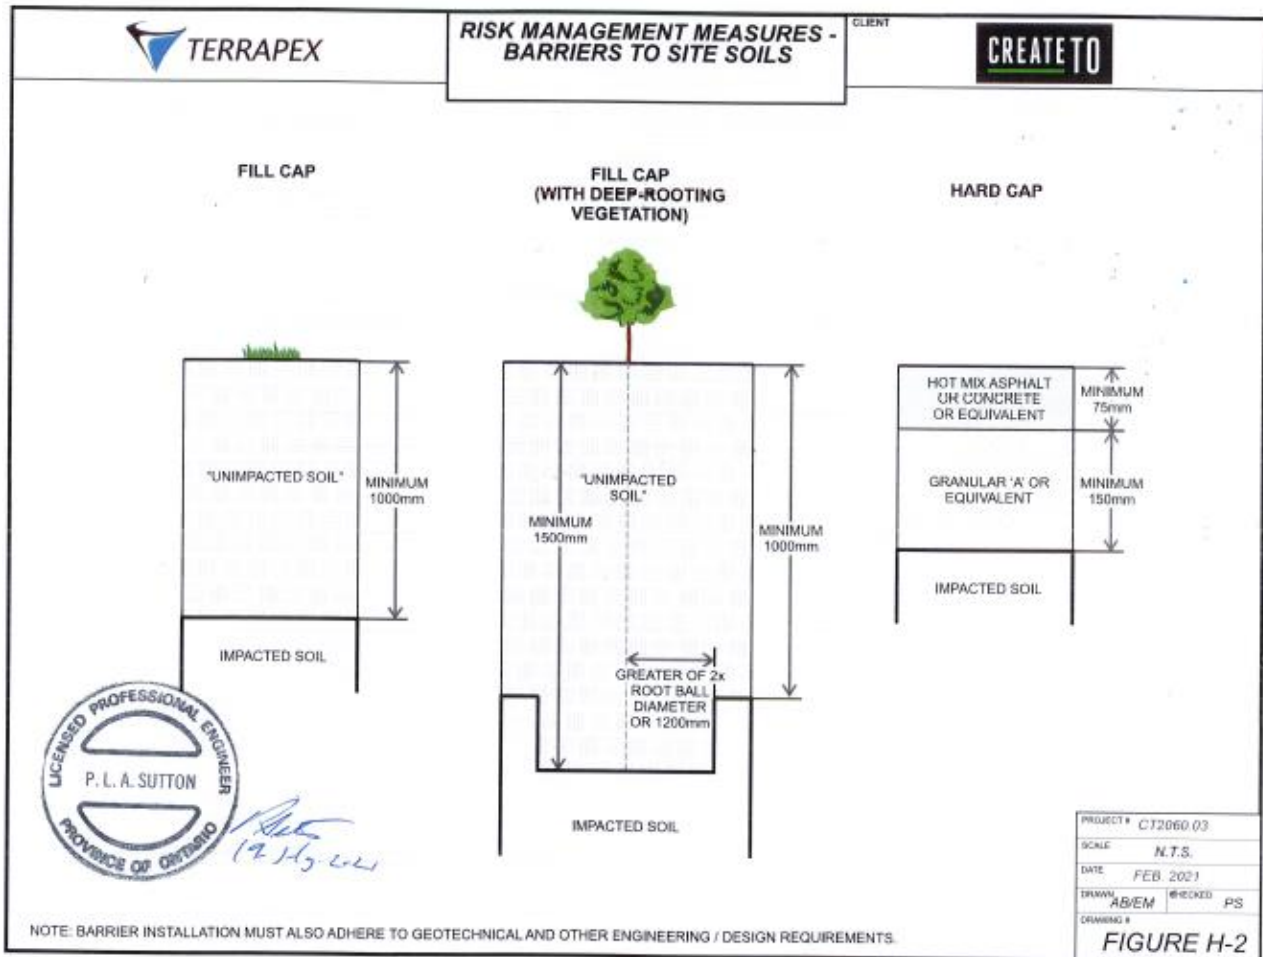 TERRAPEX
RISK MANAGEMENT MEASURES -
BARRIERS TO SITE SOILS
CLIENT
CREATE TO
FILL CAP
FILL CAP
(WITH DEEP-ROOTING
VEGETATION)
HARD CAP
"UNIMPACTED SOIL"
MINIMUM
1000mm
IMPACTED SOIL
"UNIMPACTED
SOIL"
MINIMUM
1500mm
MINIMUM
1000mm
GREATER OF 2x
ROOT BALL
DIAMETER
OR 1200mm
IMPACTED SOIL
HOT MIX ASPHALT
OR CONCRETE
OR EQUIVALENT
MINIMUM
75mm
GRANULAR 'A' OR
EQUIVALENT
MINIMUM
150mm
IMPACTED SOIL
LICENSED PROFESSIONAL ENGINEER
P. L. A. SUTTON
PROVINCE OF ONTARIO
NOTE: BARRIER INSTALLATION MUST ALSO ADHERE TO GEOTECHNICAL AND OTHER ENGINEERING / DESIGN REQUIREMENTS.
PROJECT # CT2060.03
SCALE N.T.S.
DATE FEB. 2021
DRAWN AB/EM CHECKED PS
DRAWING #
FIGURE H-2